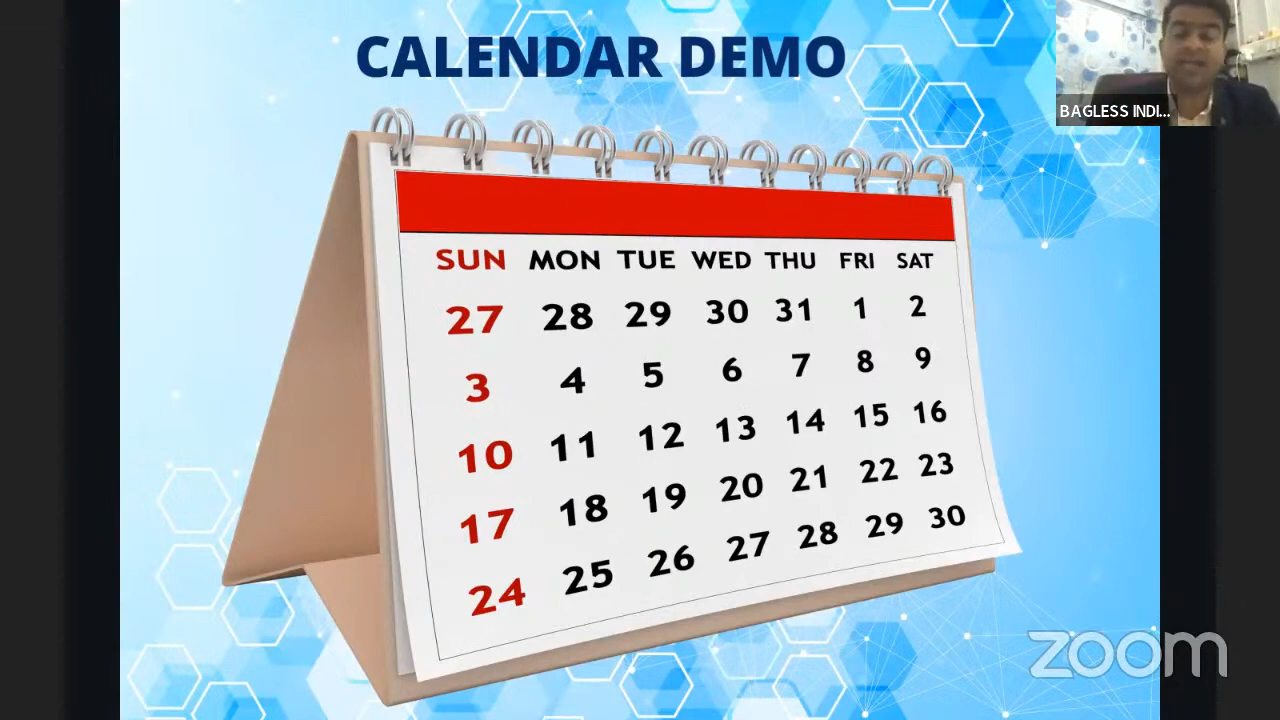 CALENDAR DEMO
BAGLESS INDI...
SUN MON TUE WED THU FRI SAT
27 28 29 30 31 1 2
3 4 5 6 7 8 9
10 11 12 13 14 15 16
17 18 19 20 21 22 23
24 25 26 27 28 29 30
zoom